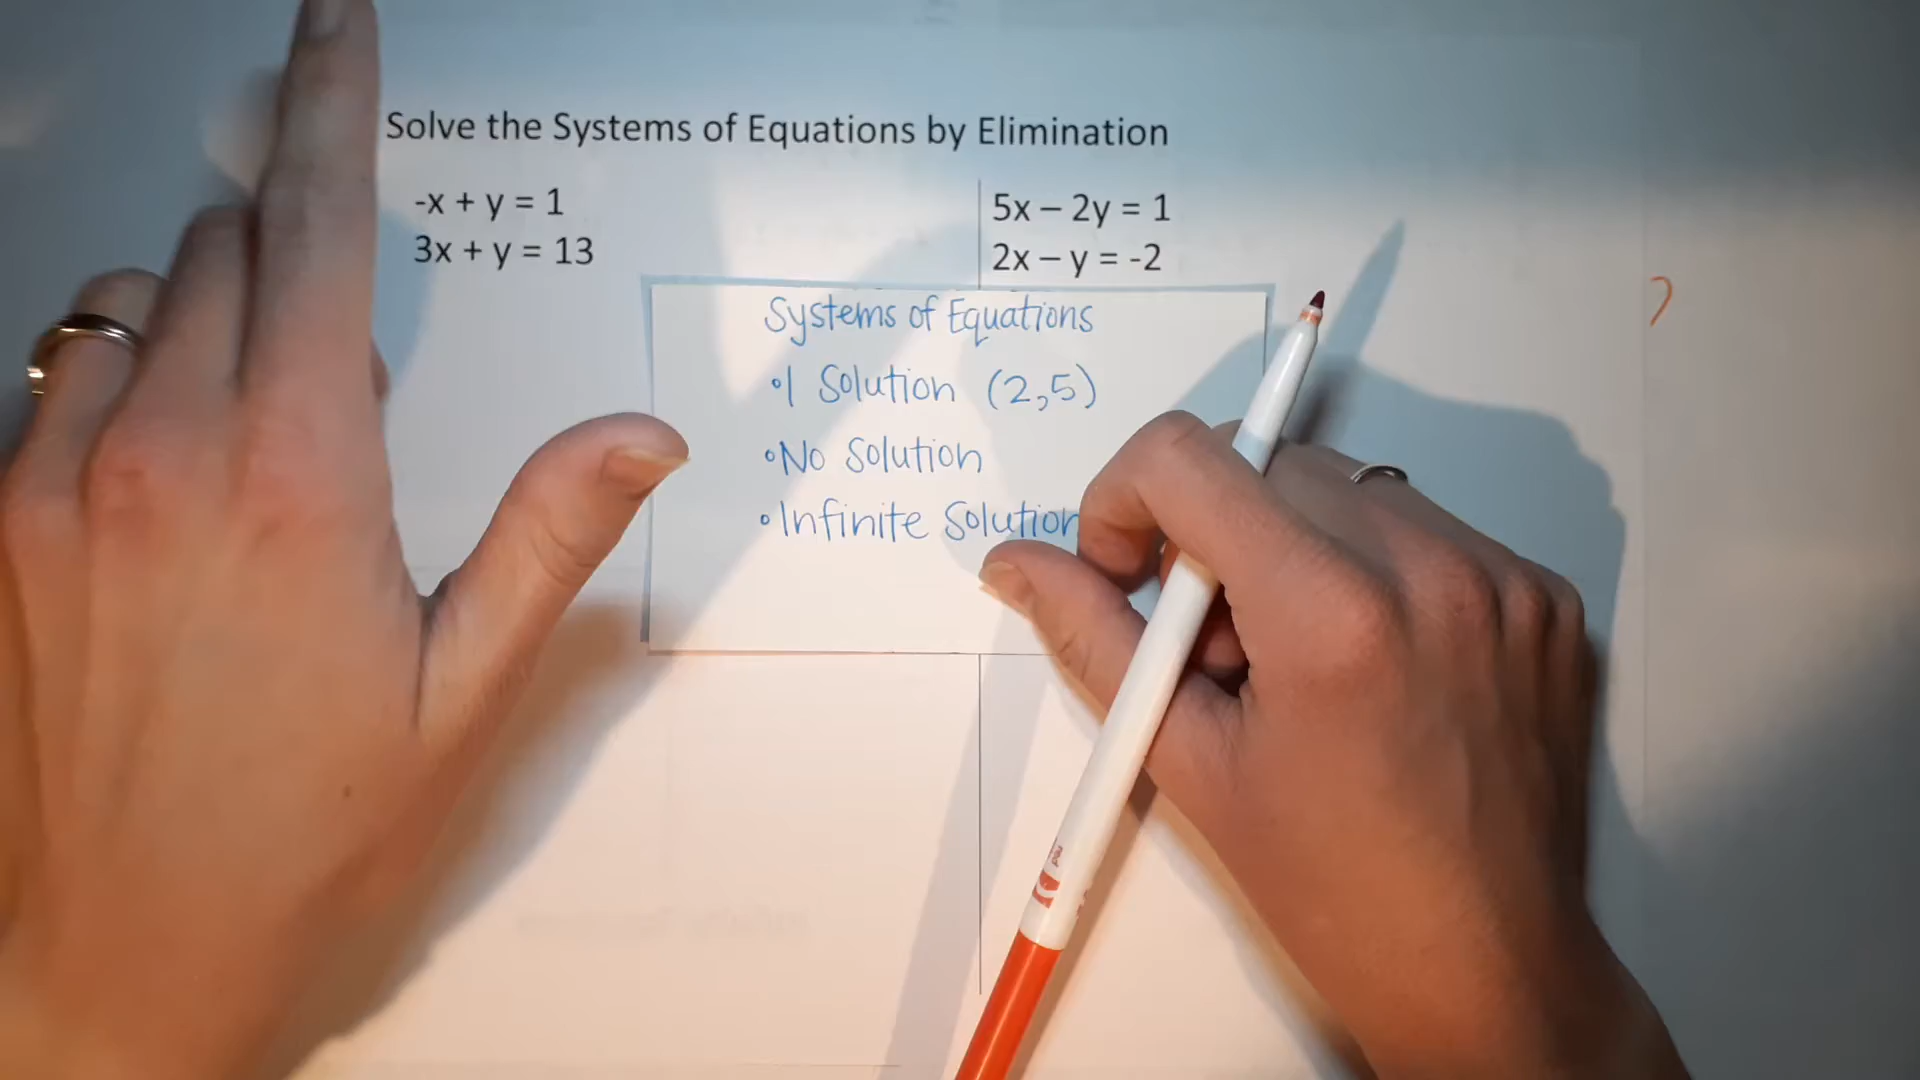 Solve the Systems of Equations by Elimination
-x + y = 1
3x + y = 13
5x – 2y = 1
2x – y = -2
Systems of Equations
•1 Solution (2,5)
•No Solution
•Infinite Solution
red